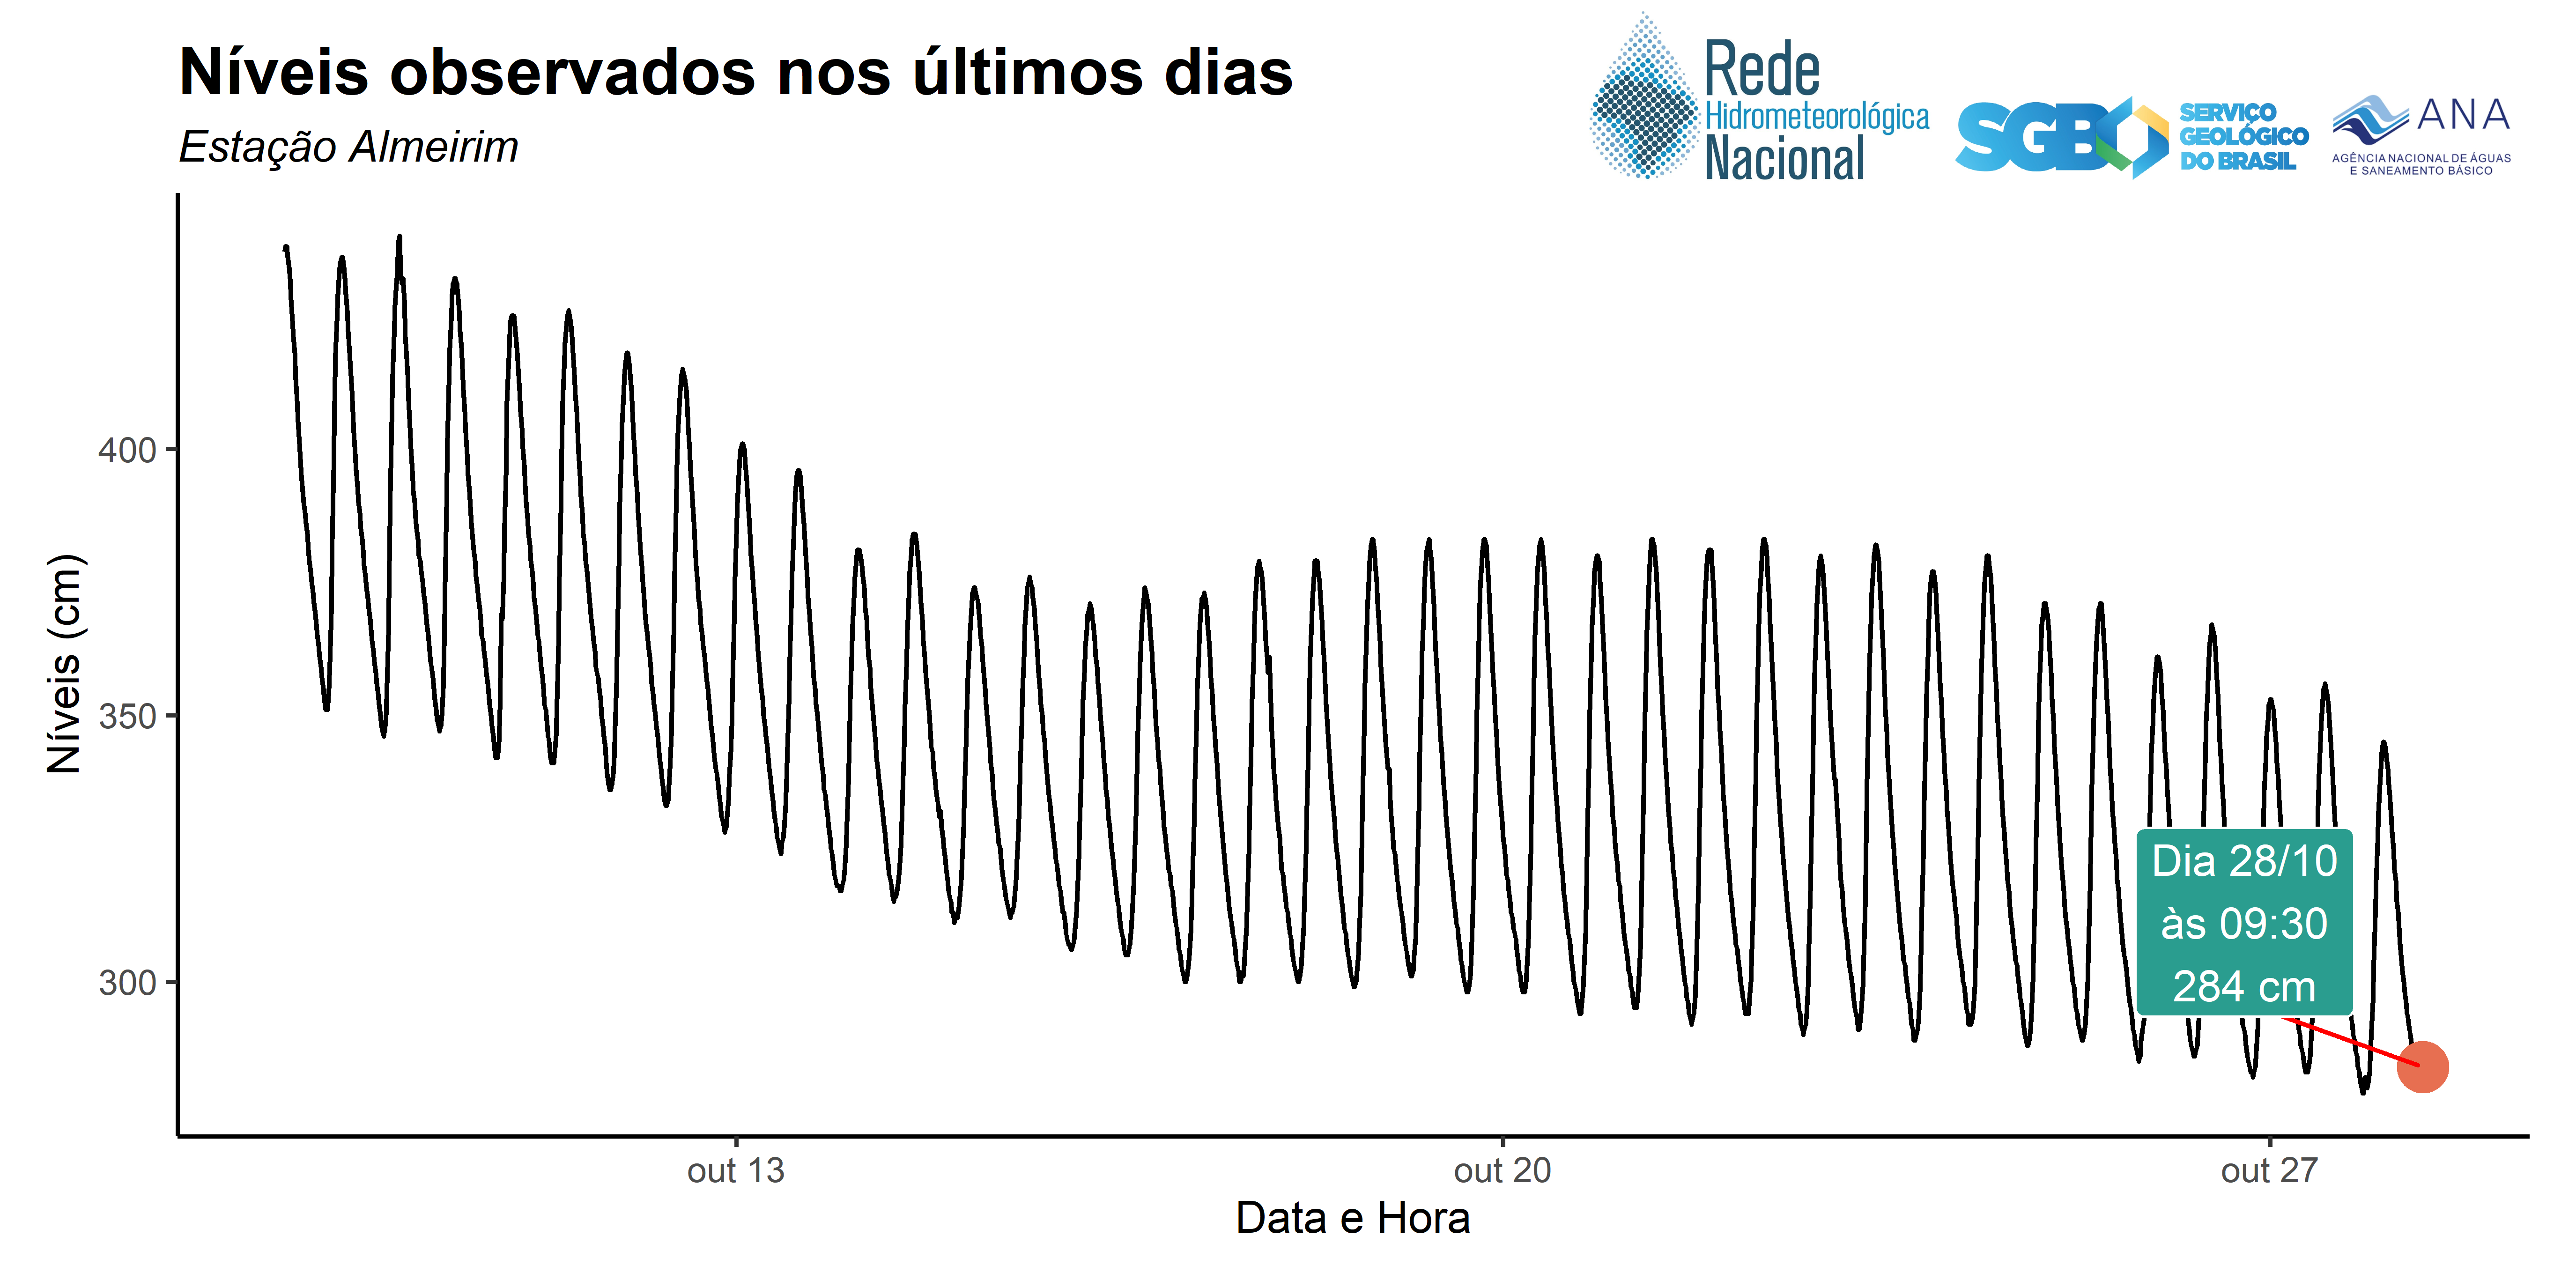 Níveis observados nos últimos dias
Estação Almeirim
Rede
Hidrometeorológica
Nacional
SGB
SERVIÇO
GEOLÓGICO
DO BRASIL
ANA
AGÊNCIA NACIONAL DE ÁGUAS
E SANEAMENTO BÁSICO
Níveis (cm)
400
350
300
Dia 28/10
às 09:30
284 cm
out 13
out 20
out 27
Data e Hora